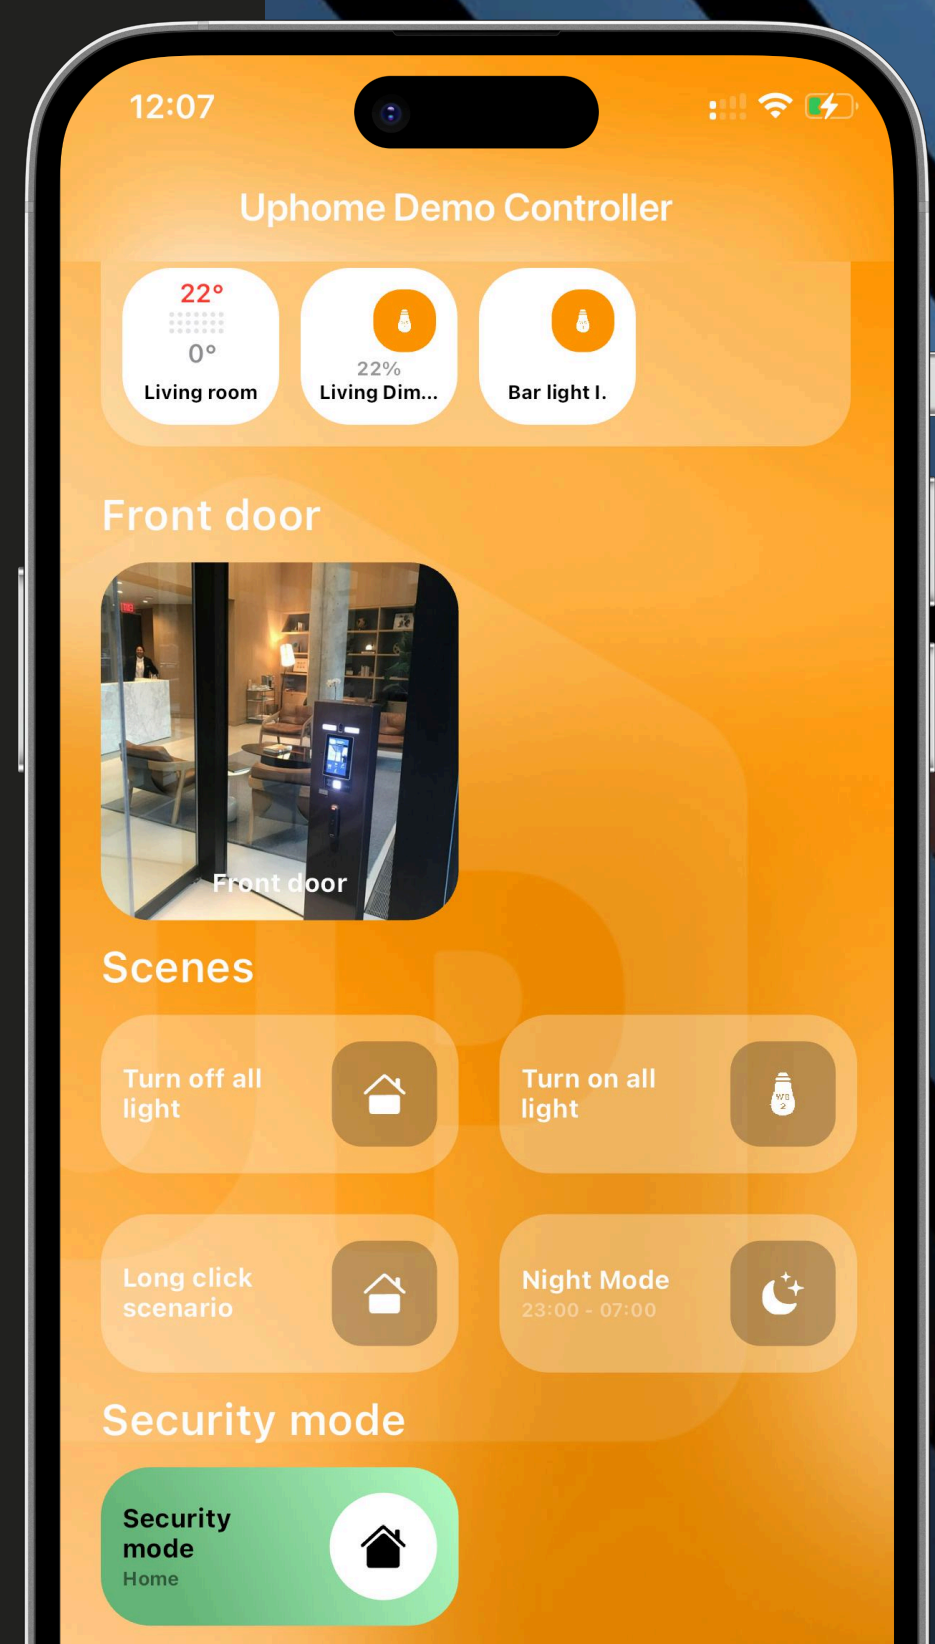 12:07
Uphome Demo Controller
22°
0°
Living room
22%
Living Dim...
Bar light I.
Front door
Front door
Scenes
Turn off all
light
Turn on all
light
Long click
scenario
Night Mode
23:00 - 07:00
Security mode
Security
mode
Home